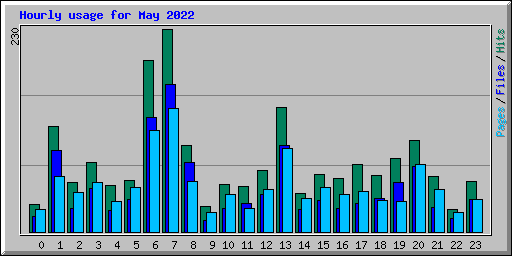 Hourly usage for May 2022
230
Pages / Files / Hits
0 1 2 3 4 5 6 7 8 9 10 11 12 13 14 15 16 17 18 19 20 21 22 23